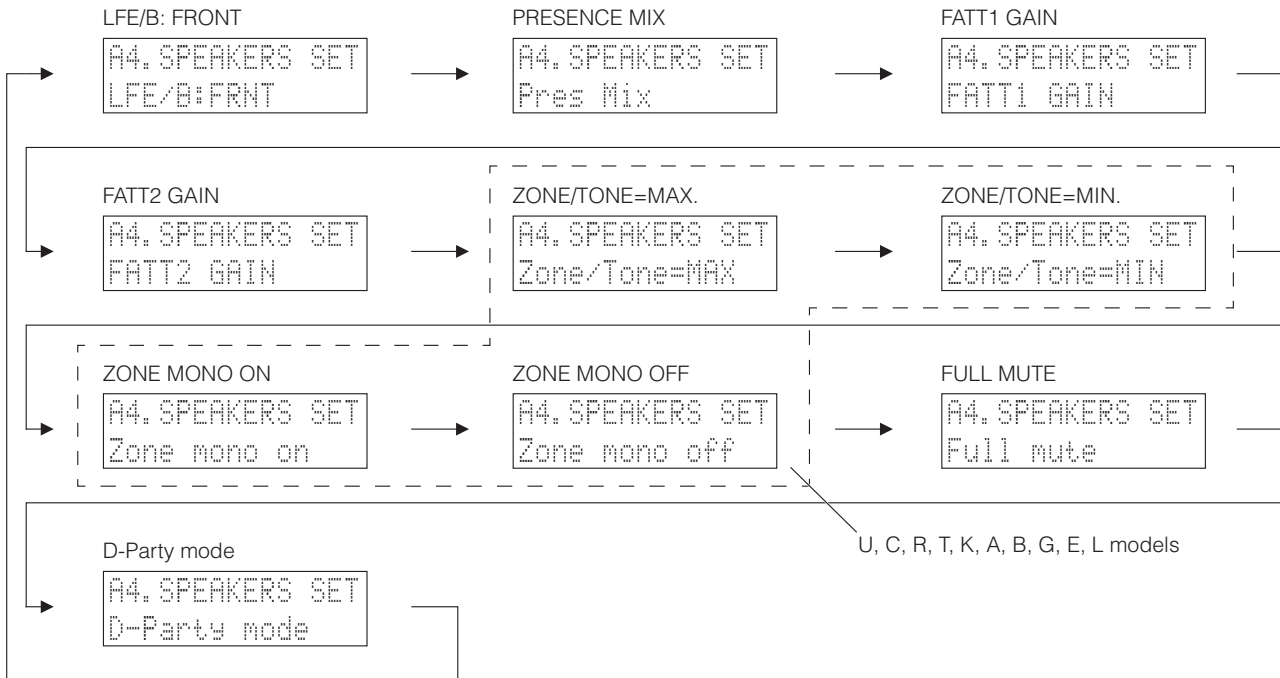 LFE/B: FRONT
A4.SPEAKERS SET
LFE/B:FRNT
PRESENCE MIX
A4.SPEAKERS SET
Pres Mix
FATT1 GAIN
A4.SPEAKERS SET
FATT1 GAIN
FATT2 GAIN
A4.SPEAKERS SET
FATT2 GAIN
ZONE/TONE=MAX.
A4.SPEAKERS SET
Zone/Tone=MAX
ZONE/TONE=MIN.
A4.SPEAKERS SET
Zone/Tone=MIN
ZONE MONO ON
A4.SPEAKERS SET
Zone mono on
ZONE MONO OFF
A4.SPEAKERS SET
Zone mono off
FULL MUTE
A4.SPEAKERS SET
Full mute
U, C, R, T, K, A, B, G, E, L models
D-Party mode
A4.SPEAKERS SET
D-Party mode